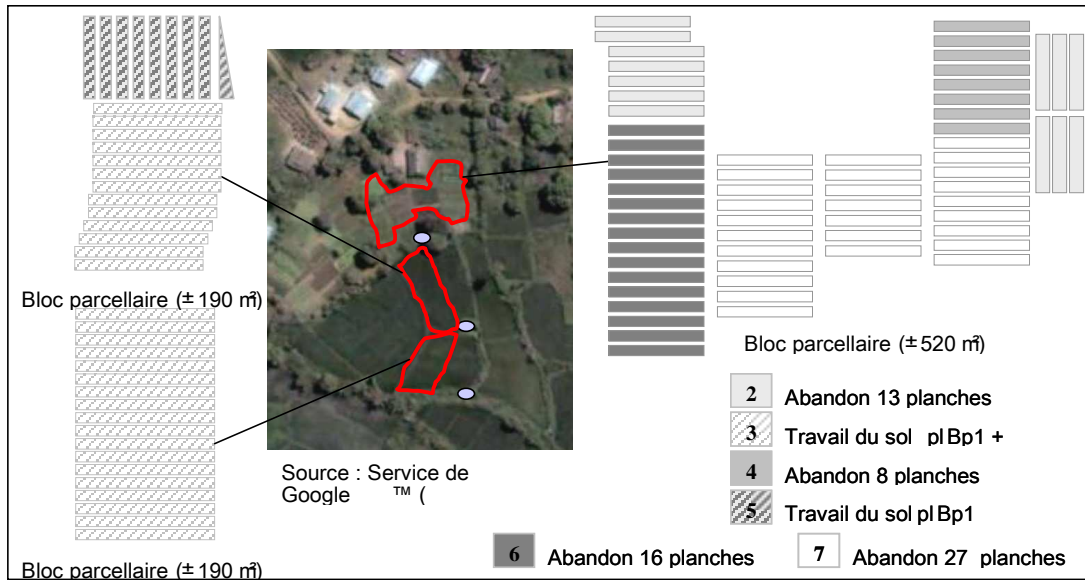 Bloc parcellaire (± 190 m²)
Bloc parcellaire (± 190 m²)
Source : Service de
Google ™ (
Bloc parcellaire (± 520 m²)
2 Abandon 13 planches
3 Travail du sol pl Bp1 +
4 Abandon 8 planches
5 Travail du sol pl Bp1
6 Abandon 16 planches
7 Abandon 27 planches